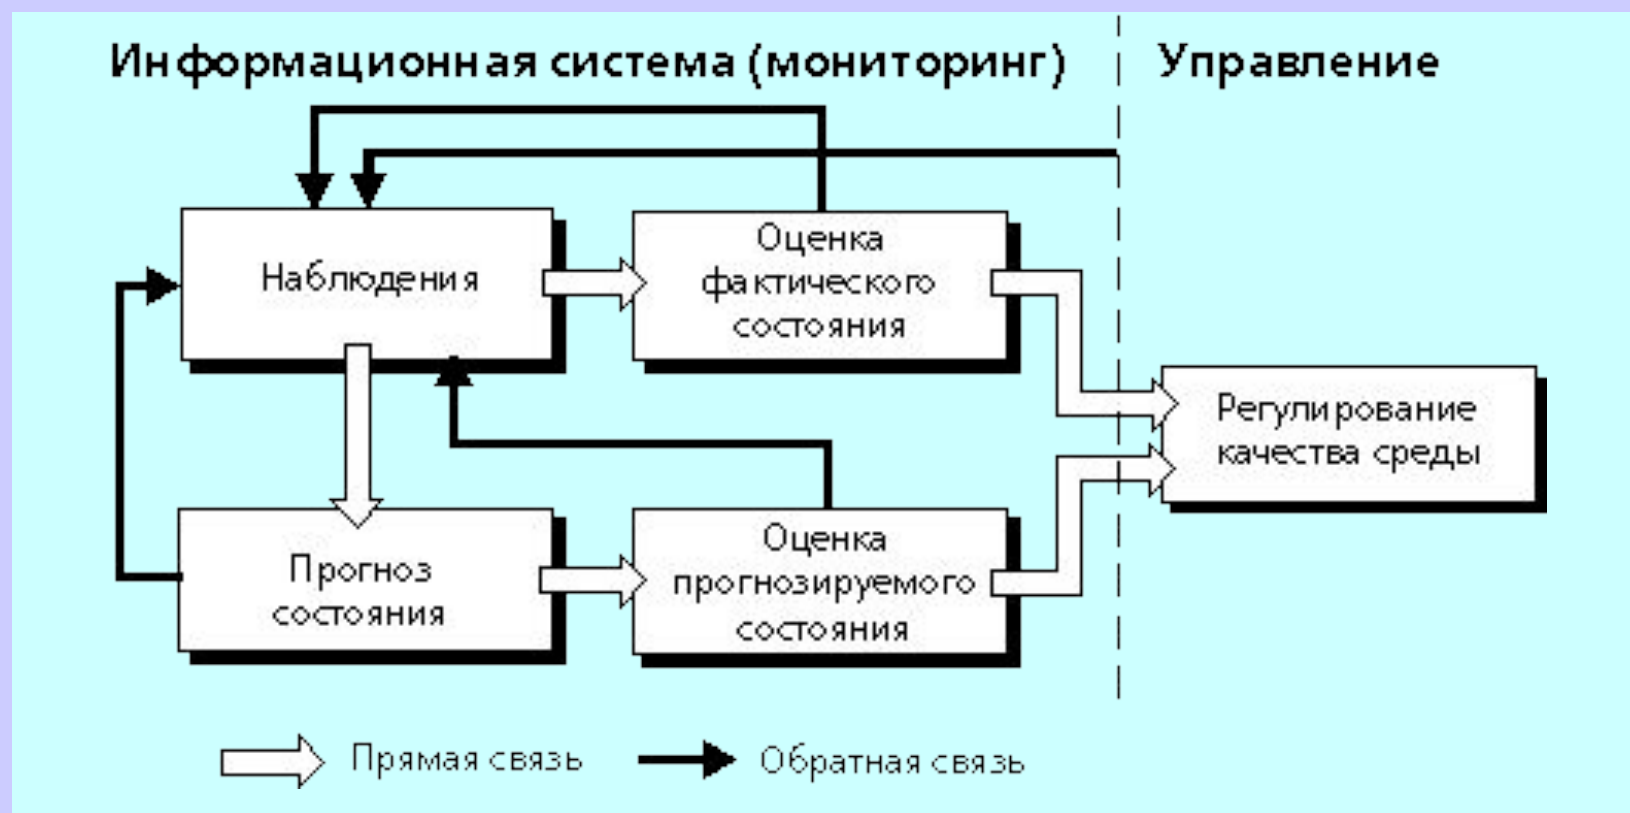 Информационная система (мониторинг)
Управление
Наблюдения
Оценка
фактического
состояния
Регулирование
качества среды
Прогноз
состояния
Оценка
прогнозируемого
состояния
Прямая связь
Обратная связь